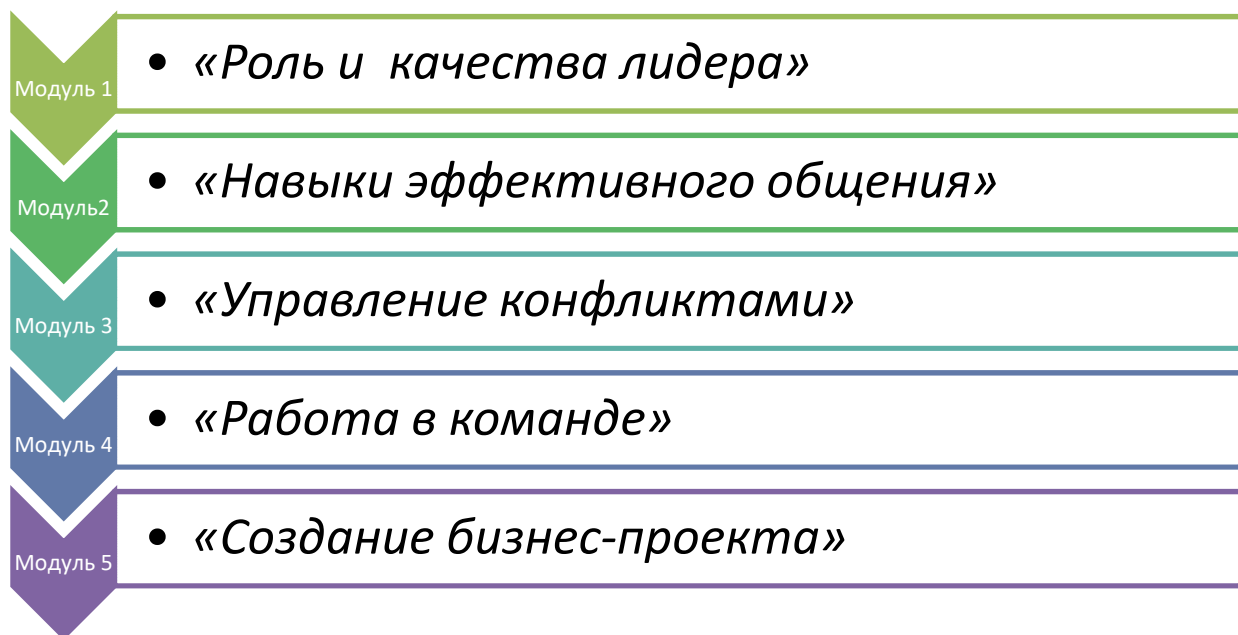 Модуль 1
• «Роль и  качества лидера»
Модуль2
• «Навыки эффективного общения»
Модуль 3
• «Управление конфликтами»
Модуль 4
• «Работа в команде»
Модуль 5
• «Создание бизнес-проекта»